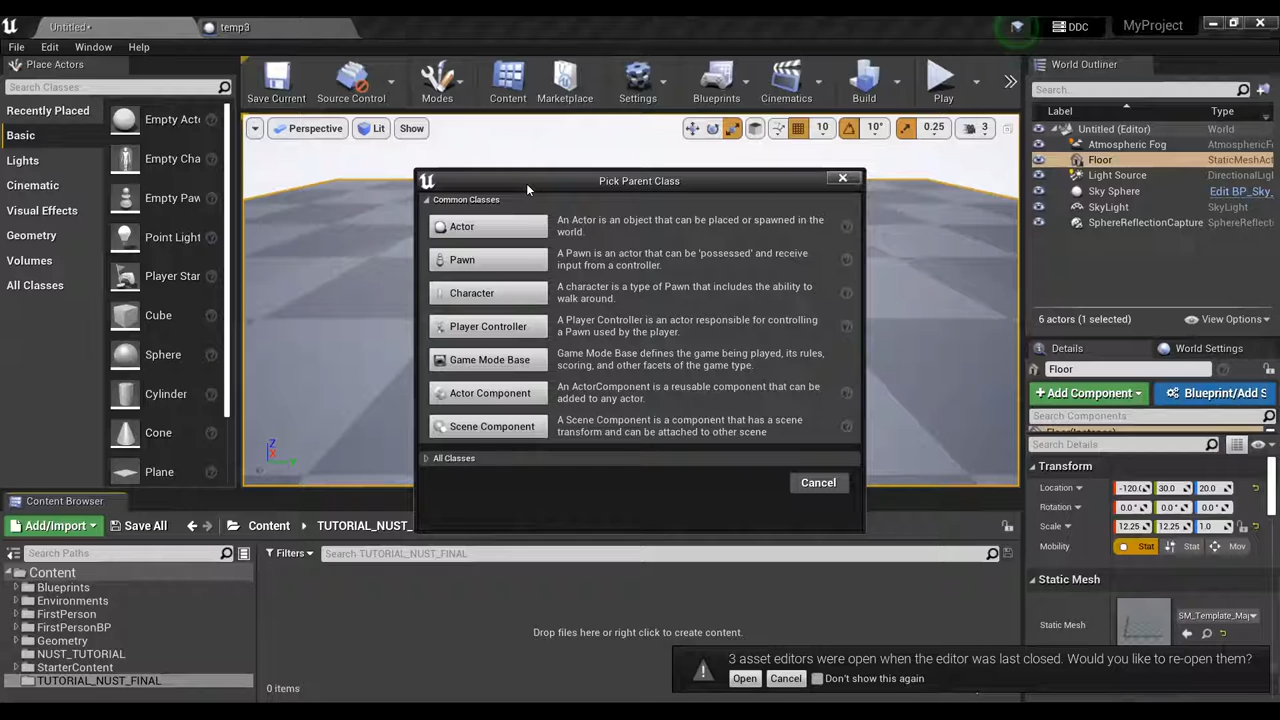 Untitled•
temp3
DDC
MyProject
File Edit Window Help
Place Actors
Search Classes
Recently Placed
Basic
Lights
Cinematic
Visual Effects
Geometry
Volumes
All Classes
Empty Acto
Empty Cha
Empty Paw
Point Light
Player Star
Cube
Sphere
Cylinder
Cone
Plane
Save Current
Source Control
Modes
Content
Marketplace
Settings
Blueprints
Cinematics
Build
Play
Perspective
Lit
Show
10
10°
0.25
3
Pick Parent Class
Common Classes
Actor
An Actor is an object that can be placed or spawned in the
world.
Pawn
A Pawn is an actor that can be 'possessed' and receive
input from a controller.
Character
A character is a type of Pawn that includes the ability to
walk around.
Player Controller
A Player Controller is an actor responsible for controlling
a Pawn used by the player.
Game Mode Base
Game Mode Base defines the game being played, its rules,
scoring, and other facets of the game type.
Actor Component
An ActorComponent is a reusable component that can be
added to any actor.
Scene Component
A Scene Component is a component that has a scene
transform and can be attached to other scene
All Classes
Cancel
Z
X
World Outliner
Search...
Label Type
Untitled (Editor) World
Atmospheric Fog AtmosphericF
Floor StaticMeshAct
Light Source DirectionalLigh
Sky Sphere Edit BP_Sky_
SkyLight SkyLight
SphereReflectionCapture SphereReflect
6 actors (1 selected)
View Options
Details
World Settings
Floor
+Add Component
Blueprint/Add S
Search Components
Search Details
Transform
Location -120.( 30.0 20.0
Rotation 0.0° 0.0° 0.0°
Scale 12.25 12.25 1.0
Mobility Stat Stat Mov
Static Mesh
Static Mesh
SM_Template_Ma
Content Browser
Add/Import
Save All
Content
TUTORIAL_NUST_
Search Paths
Filters
Search TUTORIAL_NUST_FINAL
Content
Blueprints
Environments
FirstPerson
FirstPersonBP
Geometry
NUST_TUTORIAL
StarterContent
TUTORIAL_NUST_FINAL
Drop files here or right click to create content.
0 items
3 asset editors were open when the editor was last closed. Would you like to re-open them?
Open
Cancel
Don't show this again